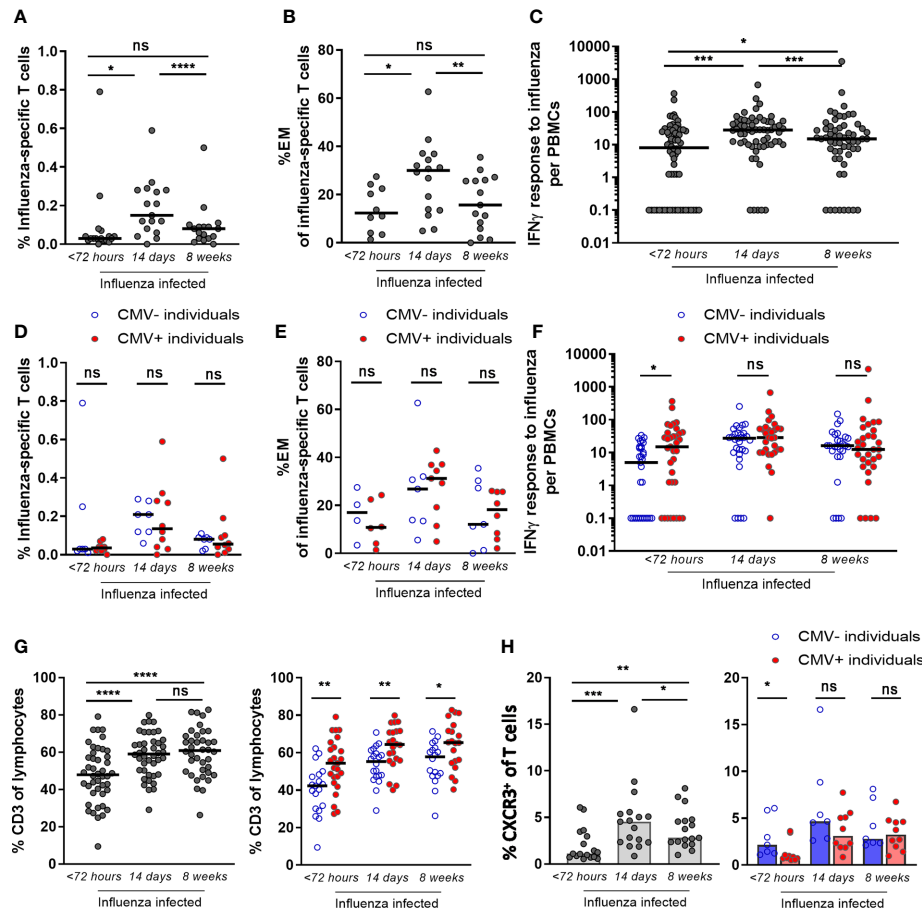 A
% Influenza-specific T cells
1.0
0.8
0.6
0.4
0.2
0.0
ns
*
****
<72 hours 14 days 8 weeks
Influenza infected
B
%EM
of influenza-specific T cells
80
60
40
20
0
ns
*
**
<72 hours 14 days 8 weeks
Influenza infected
C
IFNγ response to influenza
per PBMCs
10000
1000
100
10
1
0.1
0.01
*
***
***
<72 hours 14 days 8 weeks
Influenza infected
D
CMV- individuals
CMV+ individuals
% Influenza-specific T cells
1.0
0.8
0.6
0.4
0.2
0.0
ns
ns
ns
<72 hours 14 days 8 weeks
Influenza infected
E
CMV- individuals
CMV+ individuals
%EM
of influenza-specific T cells
80
60
40
20
0
ns
ns
ns
<72 hours 14 days 8 weeks
Influenza infected
F
CMV- individuals
CMV+ individuals
IFNγ response to influenza
per PBMCs
10000
1000
100
10
1
0.1
0.01
*
ns
ns
<72 hours 14 days 8 weeks
Influenza infected
G
% CD3 of lymphocytes
100
80
60
40
20
0
****
****
ns
<72 hours 14 days 8 weeks
Influenza infected
% CD3 of lymphocytes
100
80
60
40
20
0
**
**
*
<72 hours 14 days 8 weeks
Influenza infected
H
CMV- individuals
CMV+ individuals
% CXCR3⁺ of T cells
20
15
10
5
0
**
***
*
<72 hours 14 days 8 weeks
Influenza infected
20
15
10
5
0
*
ns
ns
<72 hours 14 days 8 weeks
Influenza infected